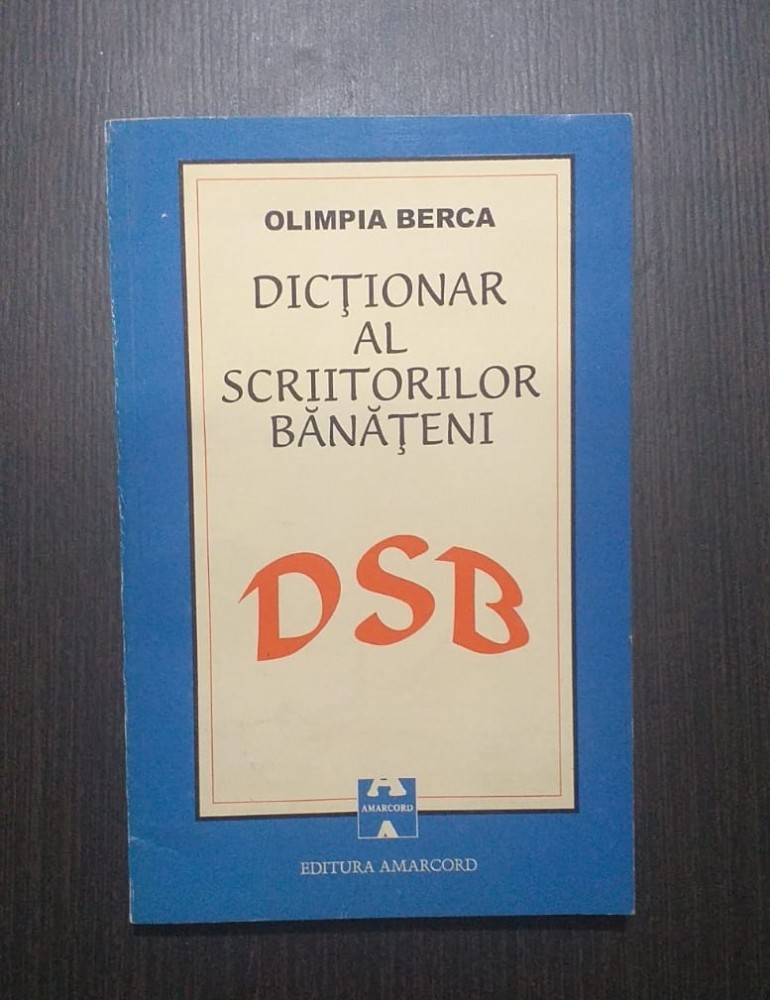 OLIMPIA BERCA
DICŢIONAR
AL
SCRIITORILOR
BĂNĂŢENI
DSB
A
AMARCORD
A
EDITURA AMARCORD